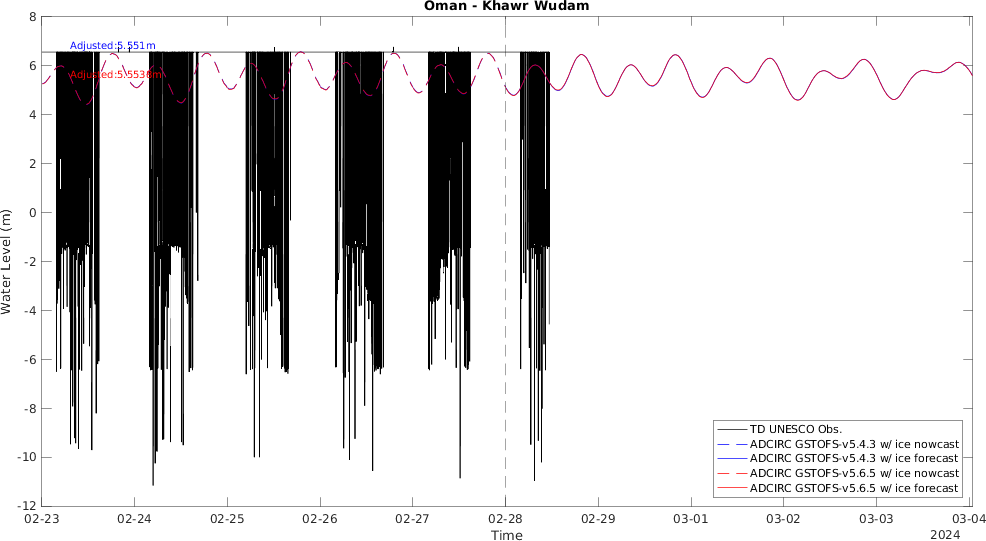 Oman - Khawr Wudam
8
6
4
2
0
-2
-4
-6
-8
-10
-12
Water Level (m)
Adjusted:5.551m
Adjusted:5.5536m
TD UNESCO Obs.
ADCIRC GSTOFS-v5.4.3 w/ ice nowcast
ADCIRC GSTOFS-v5.4.3 w/ ice forecast
ADCIRC GSTOFS-v5.6.5 w/ ice nowcast
ADCIRC GSTOFS-v5.6.5 w/ ice forecast
02-23 02-24 02-25 02-26 02-27 02-28 02-29 03-01 03-02 03-03 03-04
Time
2024